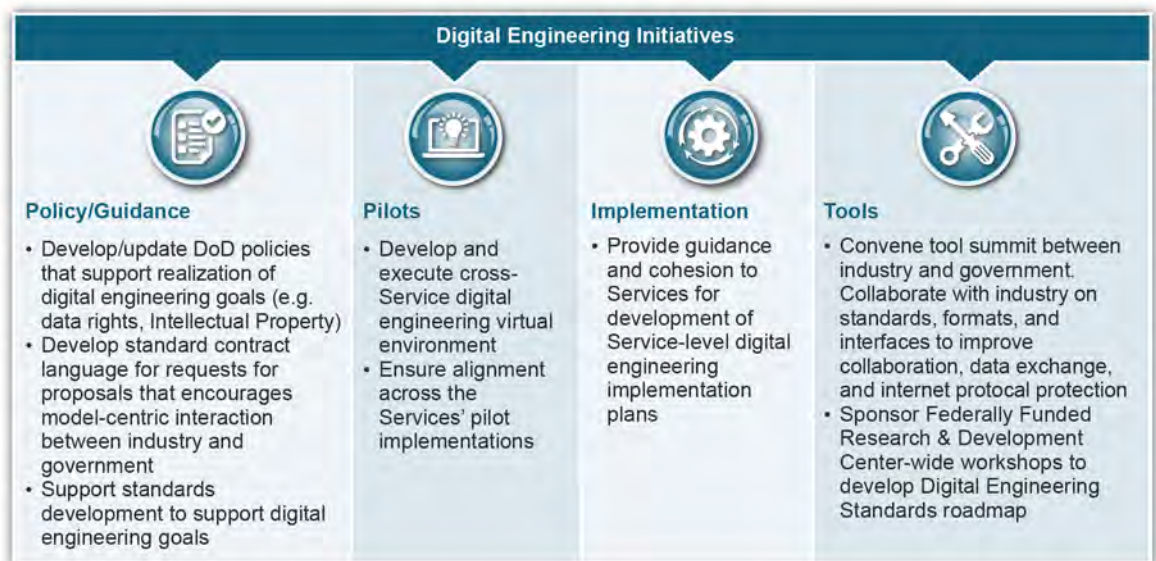 Digital Engineering Initiatives
Policy/Guidance
• Develop/update DoD policies
that support realization of
digital engineering goals (e.g.
data rights, Intellectual Property)
• Develop standard contract
language for requests for
proposals that encourages
model-centric interaction
between industry and
government
• Support standards
development to support digital
engineering goals
Pilots
• Develop and
execute cross-
Service digital
engineering virtual
environment
• Ensure alignment
across the
Services' pilot
implementations
Implementation
• Provide guidance
and cohesion to
Services for
development of
Service-level digital
engineering
implementation
plans
Tools
• Convene tool summit between
industry and government.
Collaborate with industry on
standards, formats, and
interfaces to improve
collaboration, data exchange,
and internet protocal protection
• Sponsor Federally Funded
Research & Development
Center-wide workshops to
develop Digital Engineering
Standards roadmap